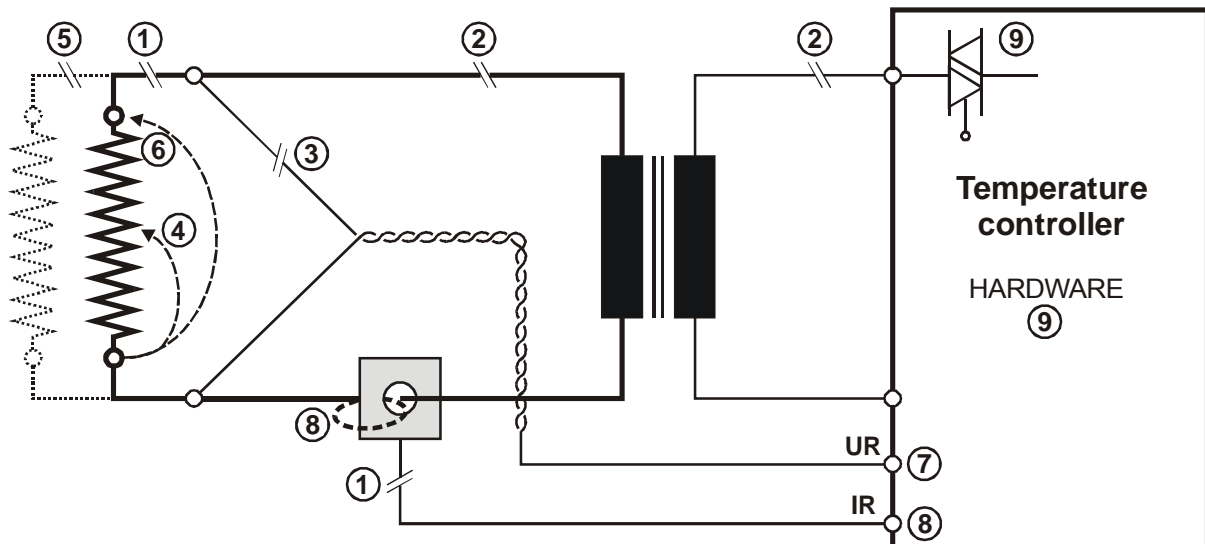 ⑤ ① ② ② ⑨
⑥
③
Temperature
controller
④
HARDWARE
⑨
⑧
UR ⑦
①
IR ⑧